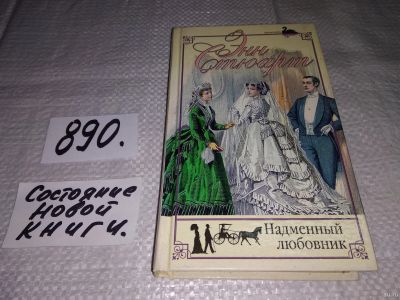 Энн
Стюарт
890.
Состояние
новой
книги.
Надменный
любовник